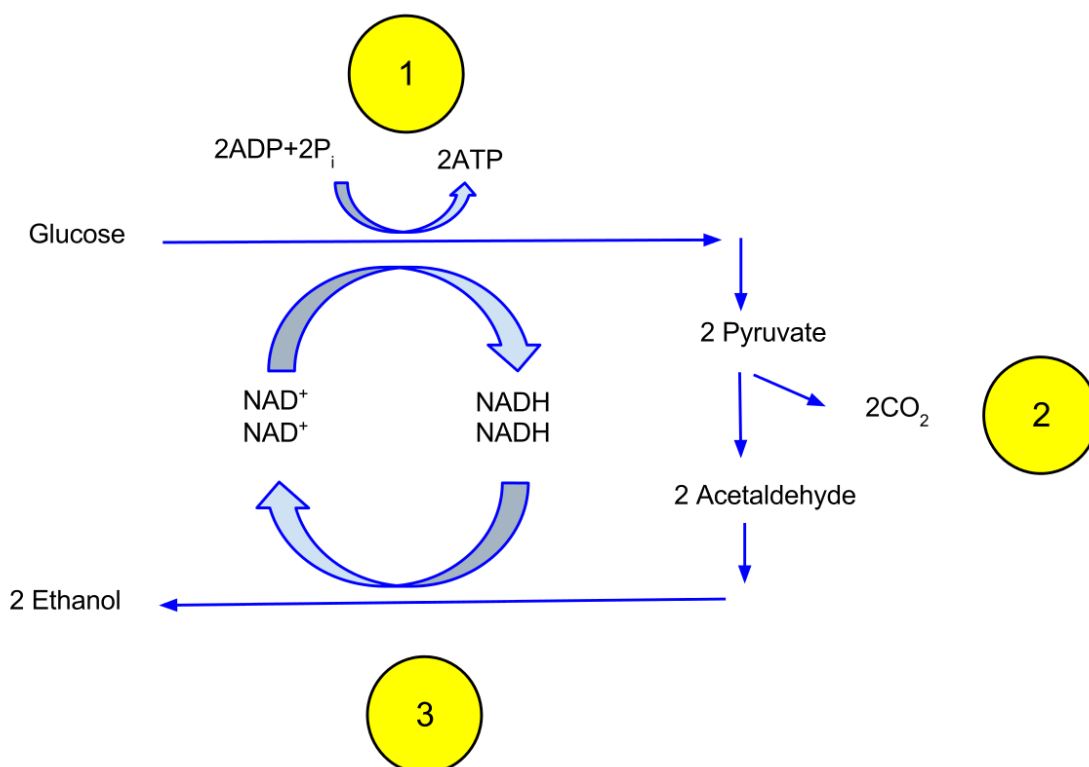 1
2ADP+2Pi
2ATP
Glucose
2 Pyruvate
NAD+
NADH
NAD+
NADH
2CO2
2
2 Acetaldehyde
2 Ethanol
3